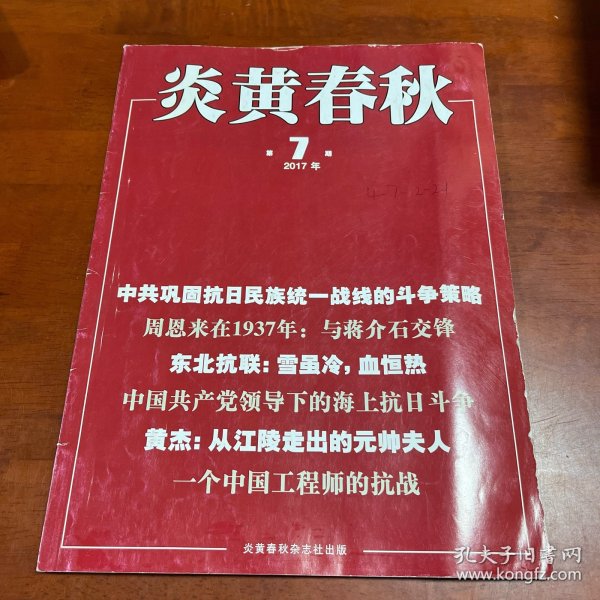 炎黄春秋
第7期
2017年
4-7-2-21
中共巩固抗日民族统一战线的斗争策略
周恩来在1937年：与蒋介石交锋
东北抗联：雪虽冷，血恒热
中国共产党领导下的海上抗日斗争
黄杰：从江陵走出的元帅夫人
一个中国工程师的抗战
炎黄春秋杂志社出版
孔夫子旧书网
www.kongfz.com